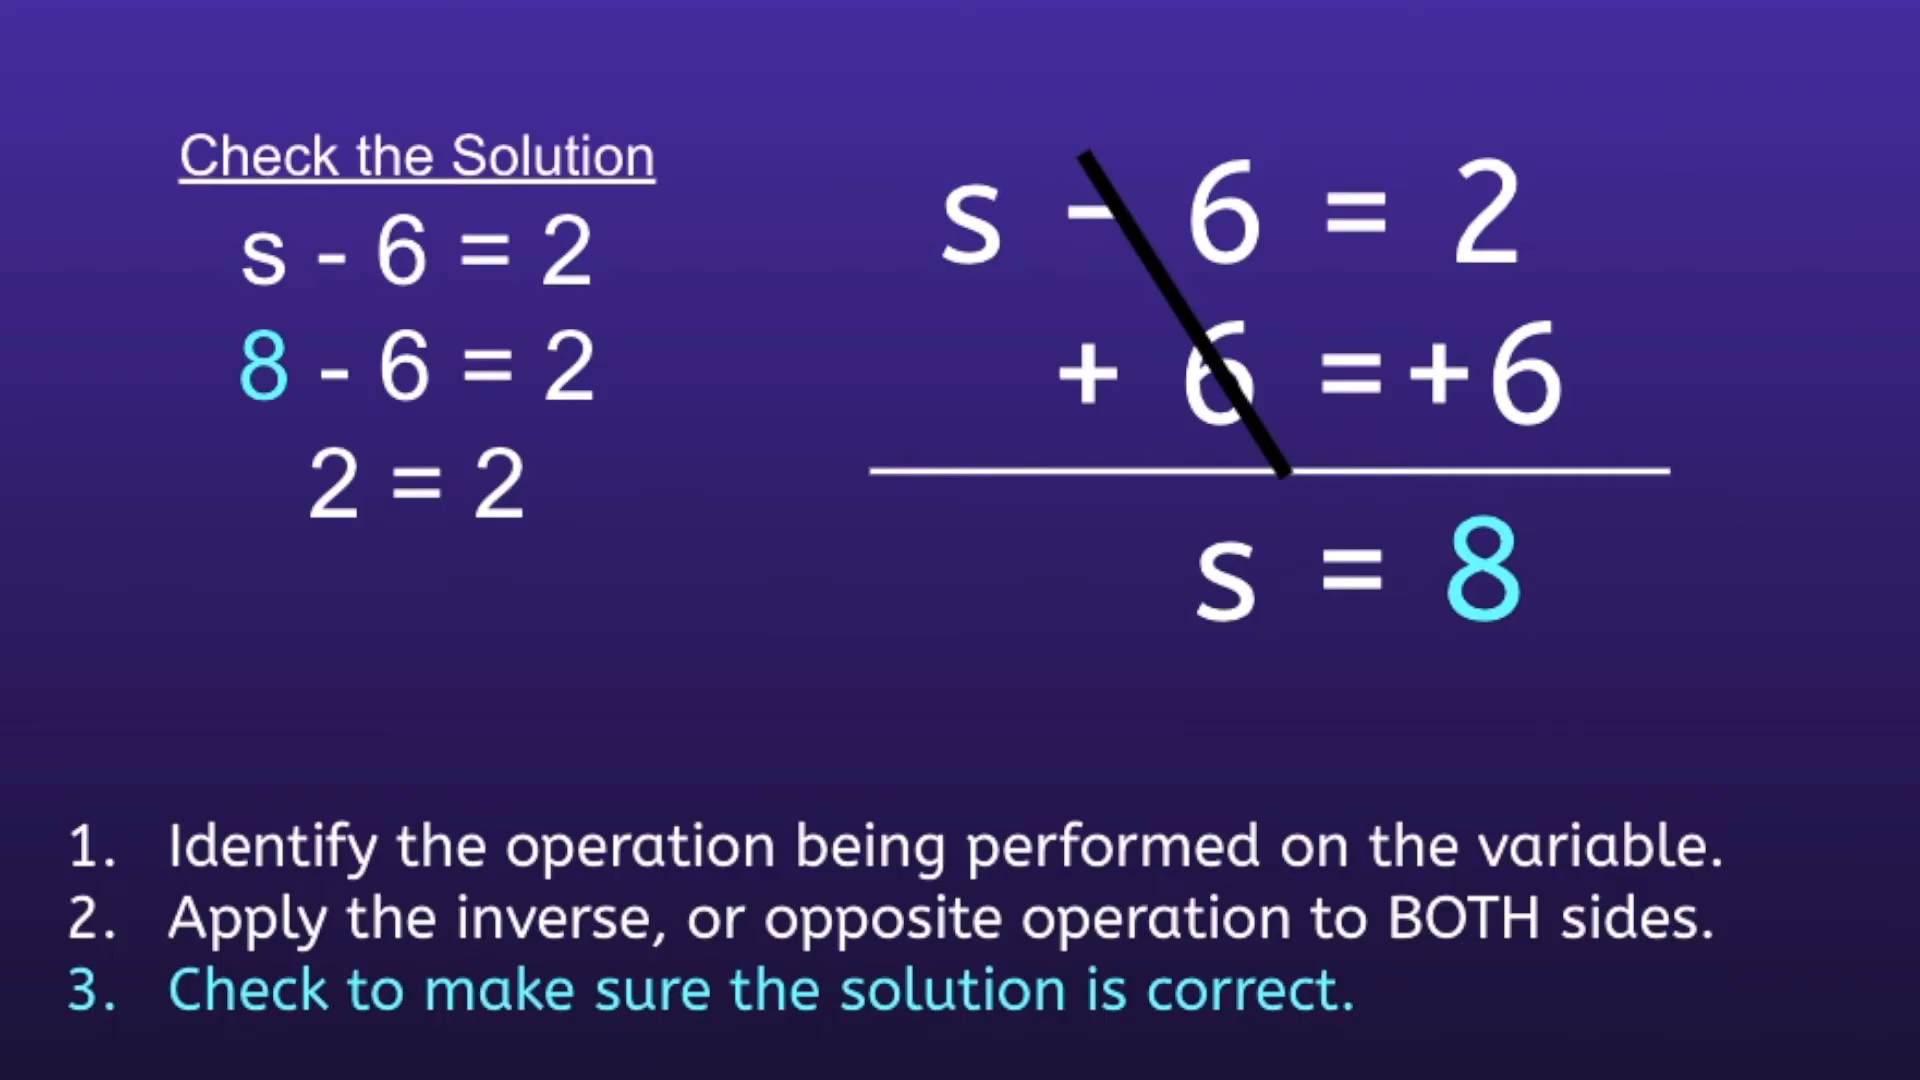 Check the Solution
s - 6 = 2
8 - 6 = 2
2 = 2
s - 6 = 2
+ 6 = +6
s = 8
1. Identify the operation being performed on the variable.
2. Apply the inverse, or opposite operation to BOTH sides.
3. Check to make sure the solution is correct.